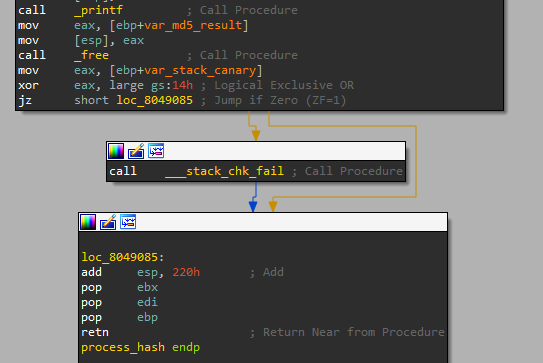 call _printf ; Call Procedure
mov eax, [ebp+var_md5_result]
mov [esp], eax
call _free ; Call Procedure
mov eax, [ebp+var_stack_canary]
xor eax, large gs:14h ; Logical Exclusive OR
jz short loc_8049085 ; Jump if Zero (ZF=1)
call ___stack_chk_fail ; Call Procedure
loc_8049085:
add esp, 220h ; Add
pop ebx
pop edi
pop ebp
retn ; Return Near from Procedure
process_hash endp